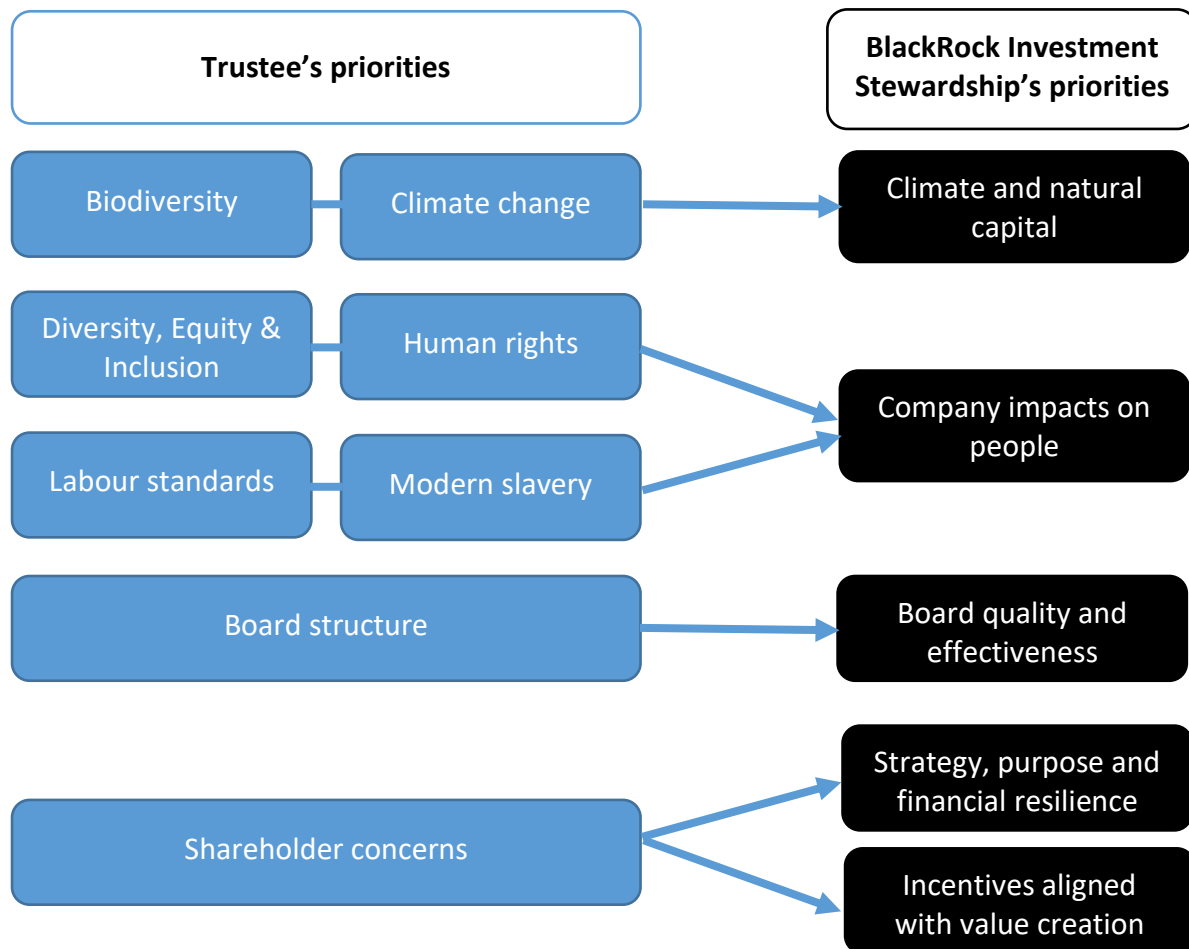 Trustee’s priorities
BlackRock Investment
Stewardship’s priorities
Biodiversity
Climate change
Climate and natural
capital
Diversity, Equity &
Inclusion
Human rights
Company impacts on
people
Labour standards
Modern slavery
Board structure
Board quality and
effectiveness
Shareholder concerns
Strategy, purpose and
financial resilience
Incentives aligned
with value creation